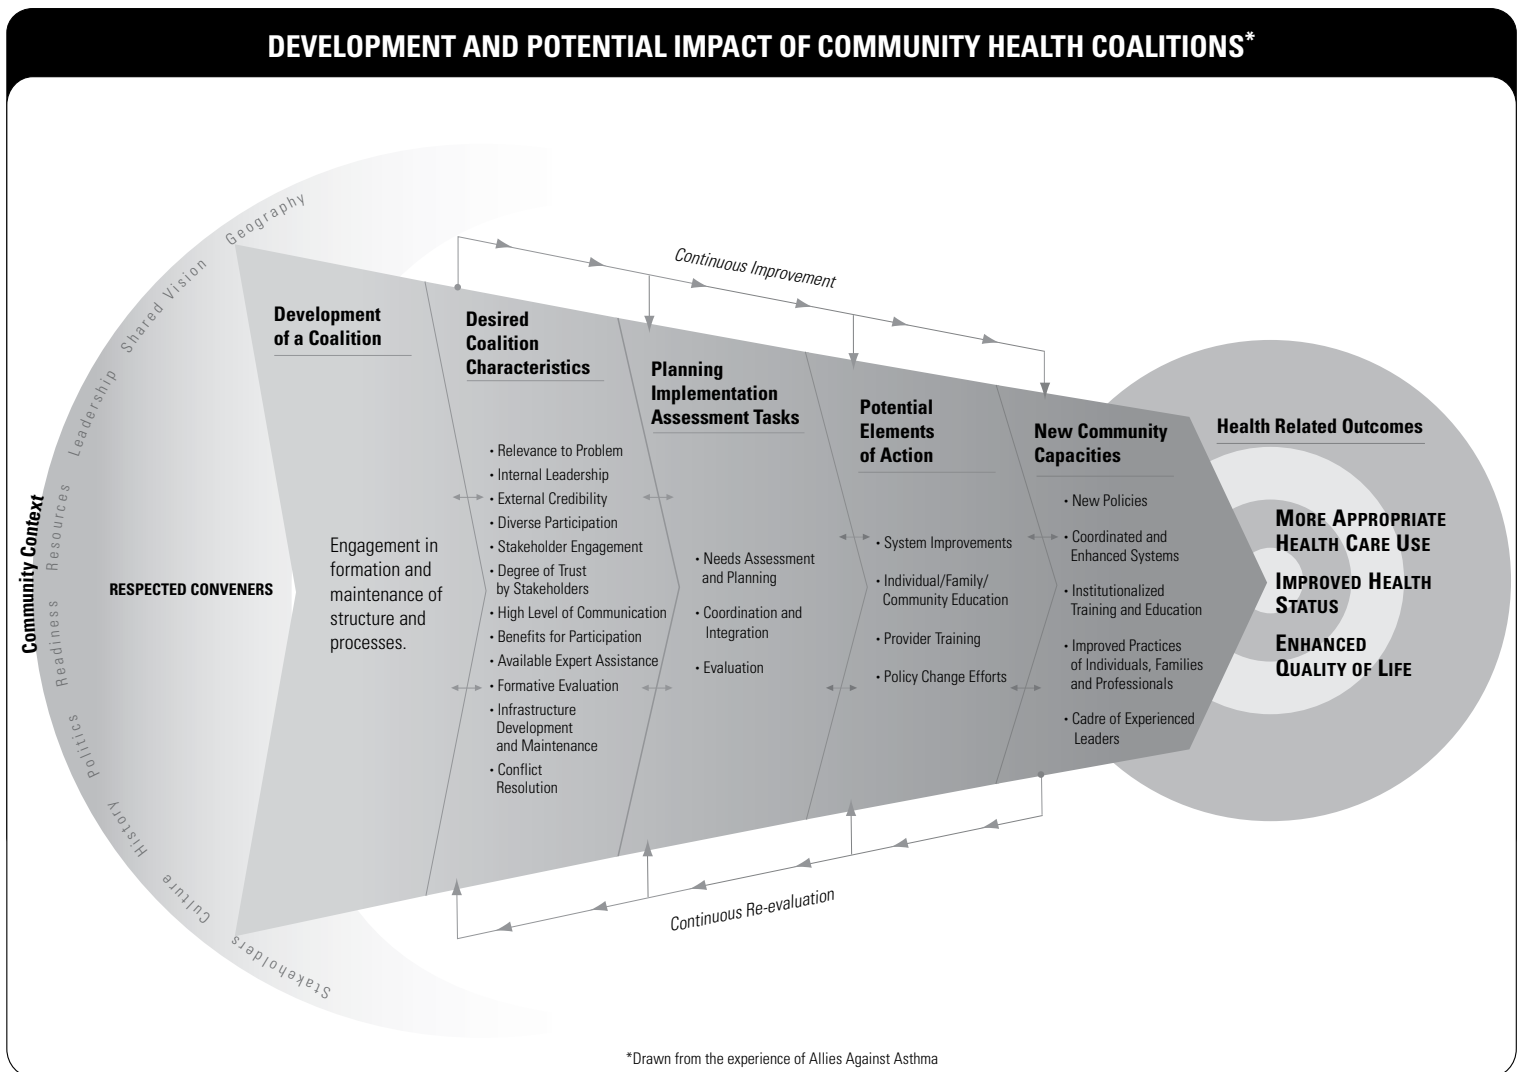 DEVELOPMENT AND POTENTIAL IMPACT OF COMMUNITY HEALTH COALITIONS*
Community Context
Geography
Shared Vision
Leadership
Resources
Readiness
Politics
History
Culture
Stakeholders
RESPECTED CONVENERS
Continuous Improvement
Development
of a Coalition
Engagement in
formation and
maintenance of
structure and
processes.
Desired
Coalition
Characteristics
• Relevance to Problem
• Internal Leadership
• External Credibility
• Diverse Participation
• Stakeholder Engagement
• Degree of Trust
by Stakeholders
• High Level of Communication
• Benefits for Participation
• Available Expert Assistance
• Formative Evaluation
• Infrastructure
Development
and Maintenance
• Conflict
Resolution
Planning
Implementation
Assessment Tasks
• Needs Assessment
and Planning
• Coordination and
Integration
• Evaluation
Potential
Elements
of Action
• System Improvements
• Individual/Family/
Community Education
• Provider Training
• Policy Change Efforts
New Community
Capacities
• New Policies
• Coordinated and
Enhanced Systems
• Institutionalized
Training and Education
• Improved Practices
of Individuals, Families
and Professionals
• Cadre of Experienced
Leaders
Health Related Outcomes
MORE APPROPRIATE
HEALTH CARE USE
IMPROVED HEALTH
STATUS
ENHANCED
QUALITY OF LIFE
Continuous Re-evaluation
*Drawn from the experience of Allies Against Asthma